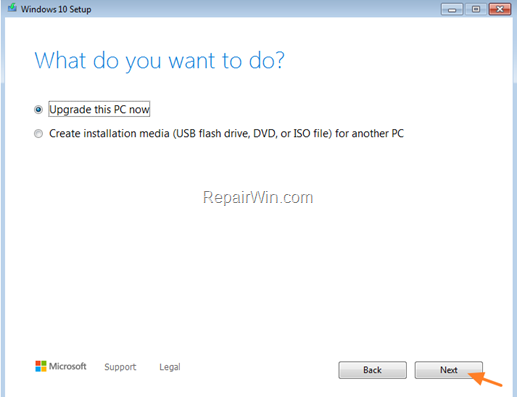 Windows 10 Setup
What do you want to do?
Upgrade this PC now
Create installation media (USB flash drive, DVD, or ISO file) for another PC
RepairWin.com
Microsoft Support Legal
Back Next